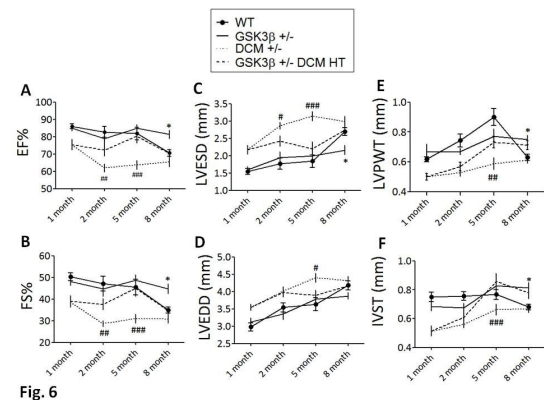 WT
GSK3β +/-
DCM +/-
GSK3β +/- DCM HT
A
EF%
100
90
80
70
60
50
*
##
###
1 month
2 month
5 month
8 month
C
LVESD (mm)
3.5
3.0
2.5
2.0
1.5
1.0
#
###
*
1 month
2 month
5 month
8 month
E
LVPWT (mm)
1.0
0.8
0.6
0.4
*
##
1 month
2 month
5 month
8 month
B
FS%
60
50
40
30
20
*
##
###
1 month
2 month
5 month
8 month
D
LVEDD (mm)
5.0
4.5
4.0
3.5
3.0
2.5
2.0
#
1 month
2 month
5 month
8 month
F
IVST (mm)
1.0
0.8
0.6
0.4
*
###
1 month
2 month
5 month
8 month
Fig. 6